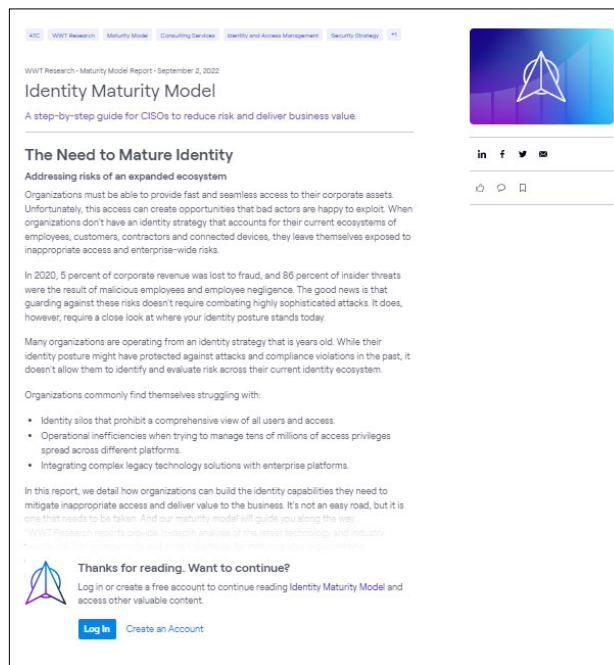 ATC WWT Research Maturity Model Consulting Services Identity and Access Management Security Strategy +1
WWT Research • Maturity Model Report • September 2, 2022
Identity Maturity Model
A step-by-step guide for CISOs to reduce risk and deliver business value.
The Need to Mature Identity
Addressing risks of an expanded ecosystem
Organizations must be able to provide fast and seamless access to their corporate assets.
Unfortunately, this access can create opportunities that bad actors are happy to exploit. When
organizations don't have an identity strategy that accounts for their current ecosystems of
employees, customers, contractors and connected devices, they leave themselves exposed to
inappropriate access and enterprise-wide risks.
In 2020, 5 percent of corporate revenue was lost to fraud, and 86 percent of insider threats
were the result of malicious employees and employee negligence. The good news is that
guarding against these risks doesn't require combating highly sophisticated attacks. It does,
however, require a close look at where your identity posture stands today.
Many organizations are operating from an identity strategy that is years old. While their
identity posture might have protected against attacks and compliance violations in the past, it
doesn't allow them to identify and evaluate risk across their current identity ecosystem.
Organizations commonly find themselves struggling with:
• Identity silos that prohibit a comprehensive view of all users and access.
• Operational inefficiencies when trying to manage tens of millions of access privileges
spread across different platforms.
• Integrating complex legacy technology solutions with enterprise platforms.
In this report, we detail how organizations can build the identity capabilities they need to
mitigate inappropriate access and deliver value to the business. It's not an easy road, but it is
one that needs to be taken. And our maturity model will guide you along the way.
"WWT Research reports provide in-depth analysis of the latest technology and industry
Thanks for reading. Want to continue?
Log in or create a free account to continue reading Identity Maturity Model and
access other valuable content.
Log In Create an Account